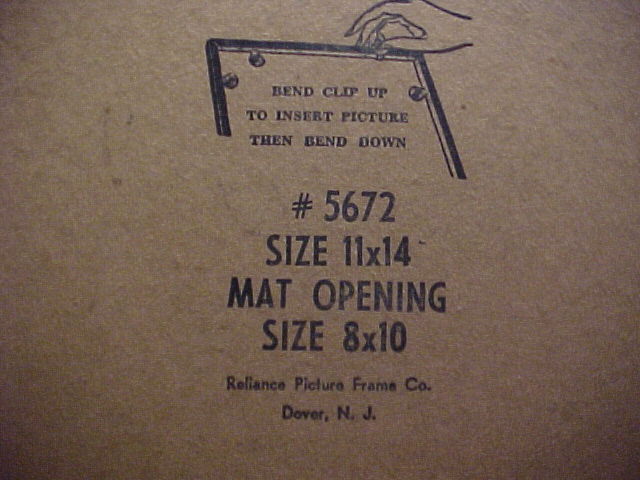 BEND CLIP UP
TO INSERT PICTURE
THEN BEND DOWN
# 5672
SIZE 11x14
MAT OPENING
SIZE 8x10
Reliance Picture Frame Co.
Dover, N. J.